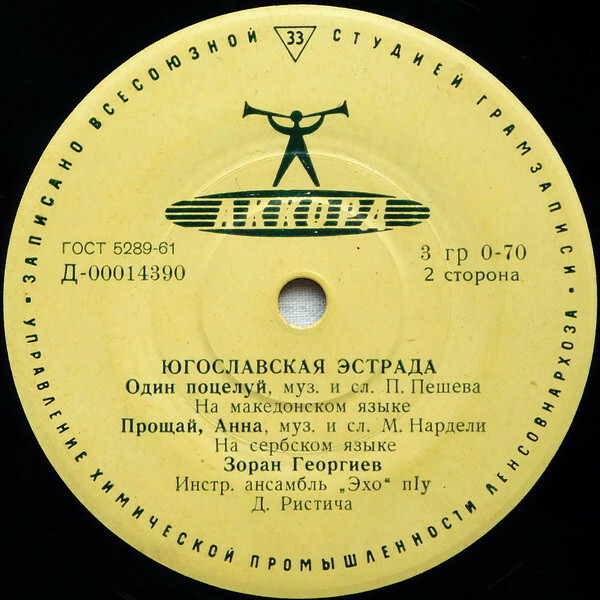 ЗАПИСАНО ВСЕСОЮЗНОЙ СТУДИЕЙ ГРАМЗАПИСИ •
УПРАВЛЕНИЕ ХИМИЧЕСКОЙ ПРОМЫШЛЕННОСТИ ЛЕНСОВНАРХОЗА •
33
АККОРД
ГОСТ 5289-61
Д-00014390
3 гр 0-70
2 сторона
ЮГОСЛАВСКАЯ ЭСТРАДА
Один поцелуй, муз. и сл. П. Пешева
На македонском языке
Прощай, Анна, муз. и сл. М. Нардели
На сербском языке
Зоран Георгиев
Инстр. ансамбль „Эхо“ пIу
Д. Ристича